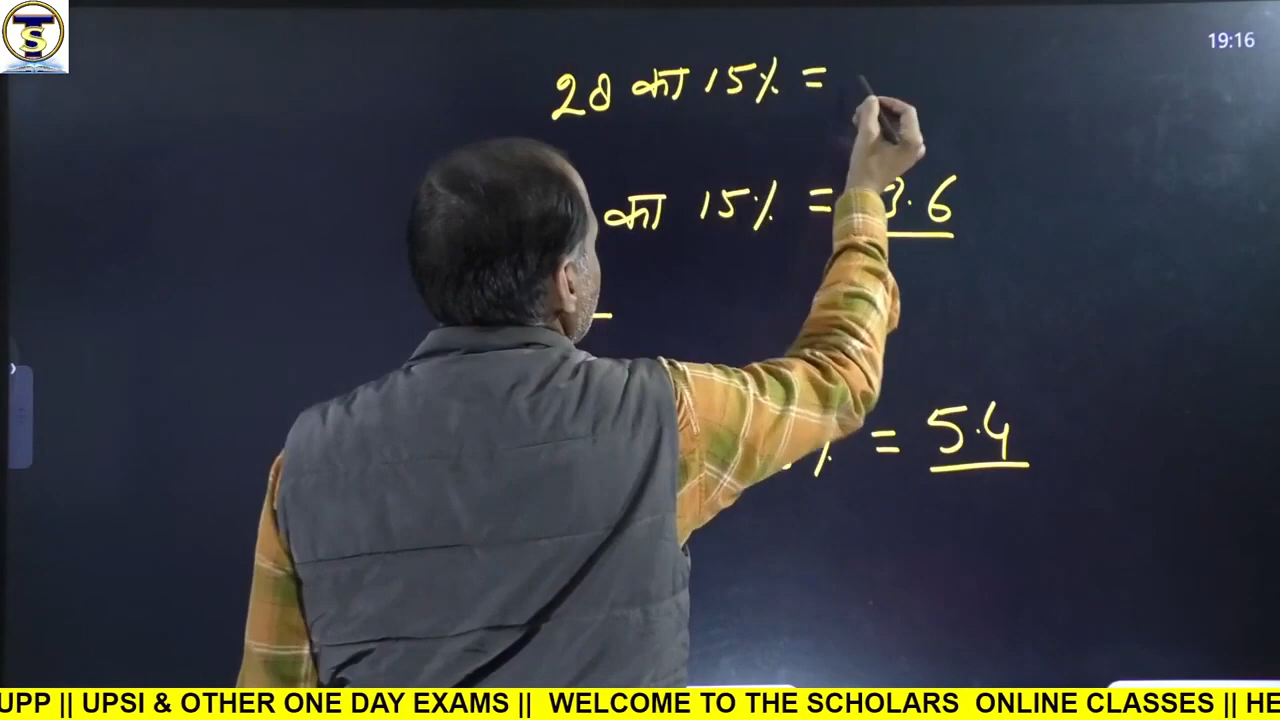 TS
19:16
28 का 15% =
का 15% = 3.6
% = 5.4
UPP || UPSI & OTHER ONE DAY EXAMS || WELCOME TO THE SCHOLARS ONLINE CLASSES || HE